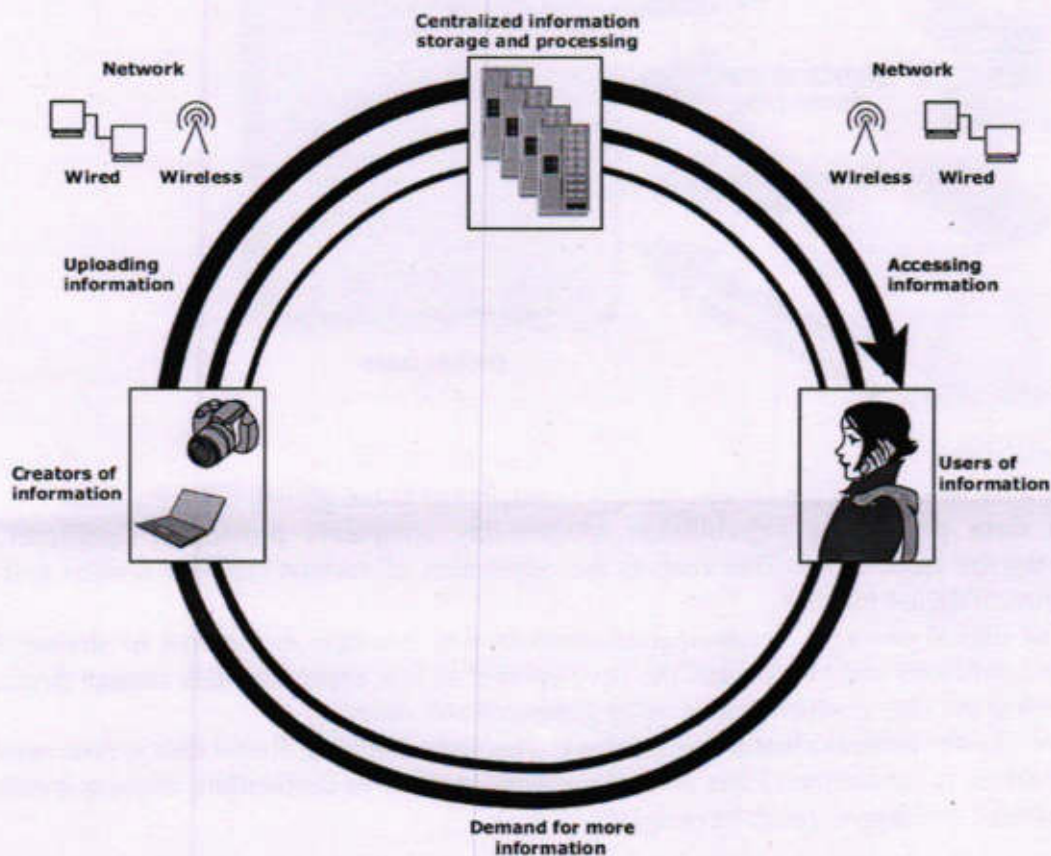 Centralized information
storage and processing
Network
Wired Wireless
Network
Wireless Wired
Uploading
information
Accessing
information
Creators of
information
Users of
information
Demand for more
information